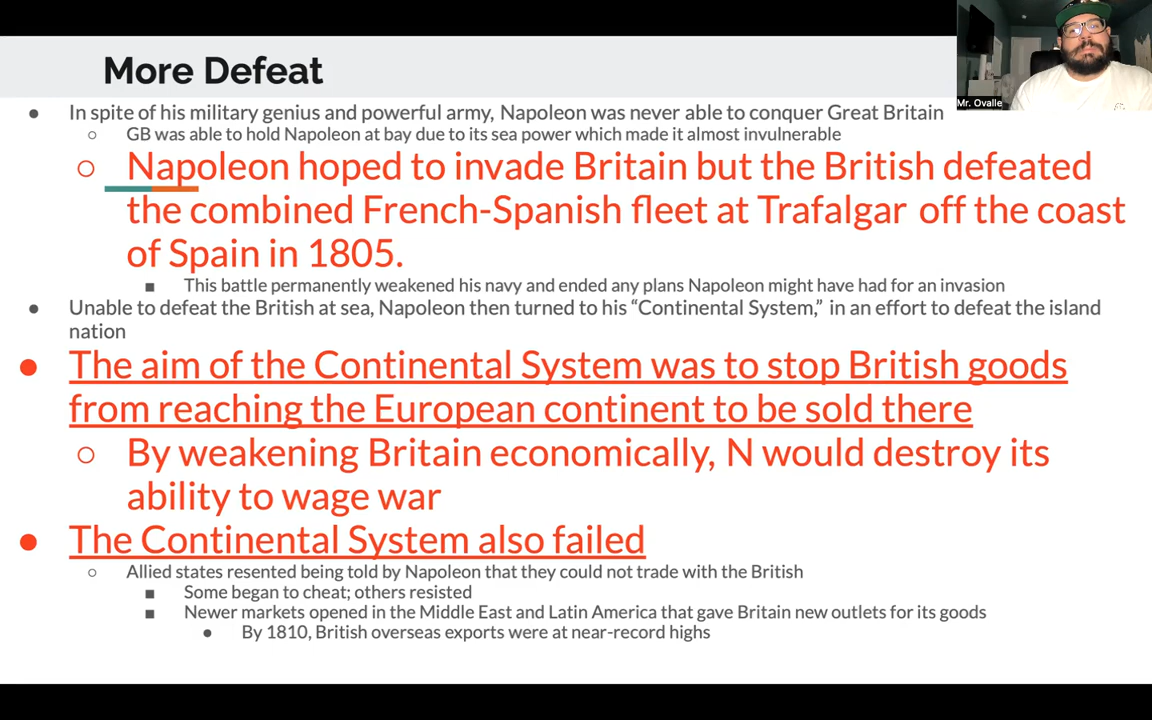 More Defeat
Mr. Ovalle
● In spite of his military genius and powerful army, Napoleon was never able to conquer Great Britain
○ GB was able to hold Napoleon at bay due to its sea power which made it almost invulnerable
○ Napoleon hoped to invade Britain but the British defeated
the combined French-Spanish fleet at Trafalgar off the coast
of Spain in 1805.
■ This battle permanently weakened his navy and ended any plans Napoleon might have had for an invasion
● Unable to defeat the British at sea, Napoleon then turned to his “Continental System,” in an effort to defeat the island
nation
● The aim of the Continental System was to stop British goods
from reaching the European continent to be sold there
○ By weakening Britain economically, N would destroy its
ability to wage war
● The Continental System also failed
○ Allied states resented being told by Napoleon that they could not trade with the British
■ Some began to cheat; others resisted
■ Newer markets opened in the Middle East and Latin America that gave Britain new outlets for its goods
● By 1810, British overseas exports were at near-record highs